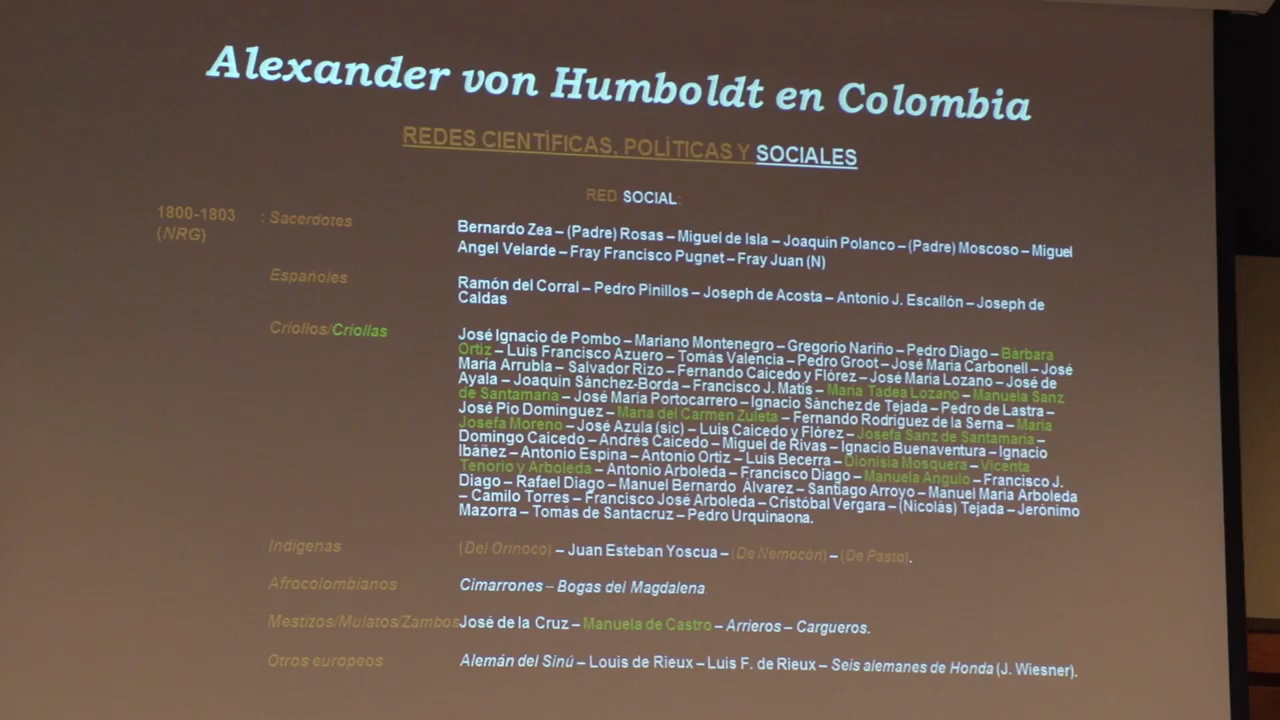 Alexander von Humboldt en Colombia
REDES CIENTÍFICAS, POLÍTICAS Y SOCIALES
RED SOCIAL:
1800-1803 : Sacerdotes
(NRG)
Bernardo Zea – (Padre) Rosas – Miguel de Isla – Joaquín Polanco – (Padre) Moscoso – Miguel
Angel Velarde – Fray Francisco Pugnet – Fray Juan (N)
Españoles
Ramón del Corral – Pedro Pinillos – Joseph de Acosta – Antonio J. Escallón – Joseph de
Caldas
Criollos/Criollas
José Ignacio de Pombo – Mariano Montenegro – Gregorio Nariño – Pedro Diago – Bárbara
Ortiz – Luis Francisco Azuero – Tomás Valencia – Pedro Groot – José María Carbonell – José
María Arrubla – Salvador Rizo – Fernando Caicedo y Flórez – José María Lozano – José de
Ayala – Joaquín Sánchez-Borda – Francisco J. Matís – María Tadea Lozano – Manuela Sanz
de Santamaría – José María Portocarrero – Ignacio Sánchez de Tejada – Pedro de Lastra –
José Pío Domínguez – María del Carmen Zuleta – Fernando Rodríguez de la Serna – María
Josefa Moreno – José Azula (sic) – Luis Caicedo y Flórez – Josefa Sanz de Santamaría –
Domingo Caicedo – Andrés Caicedo – Miguel de Rivas – Ignacio Buenaventura – Ignacio
Ibáñez – Antonio Espina – Antonio Ortiz – Luis Becerra – Dionisia Mosquera – Vicenta
Tenorio y Arboleda – Antonio Arboleda – Francisco Diago – Manuela Angulo – Francisco J.
Diago – Rafael Diago – Manuel Bernardo Álvarez – Santiago Arroyo – Manuel María Arboleda
– Camilo Torres – Francisco José Arboleda – Cristóbal Vergara – (Nicolás) Tejada – Jerónimo
Mazorra – Tomás de Santacruz – Pedro Urquinaona.
Indígenas
(Del Orinoco) – Juan Esteban Yoscua – (De Nemocón) – (De Pasto).
Afrocolombianos
Cimarrones – Bogas del Magdalena.
Mestizos/Mulatos/Zambos
José de la Cruz – Manuela de Castro – Arrieros – Cargueros.
Otros europeos
Alemán del Sinú – Louis de Rieux – Luis F. de Rieux – Seis alemanes de Honda (J. Wiesner).